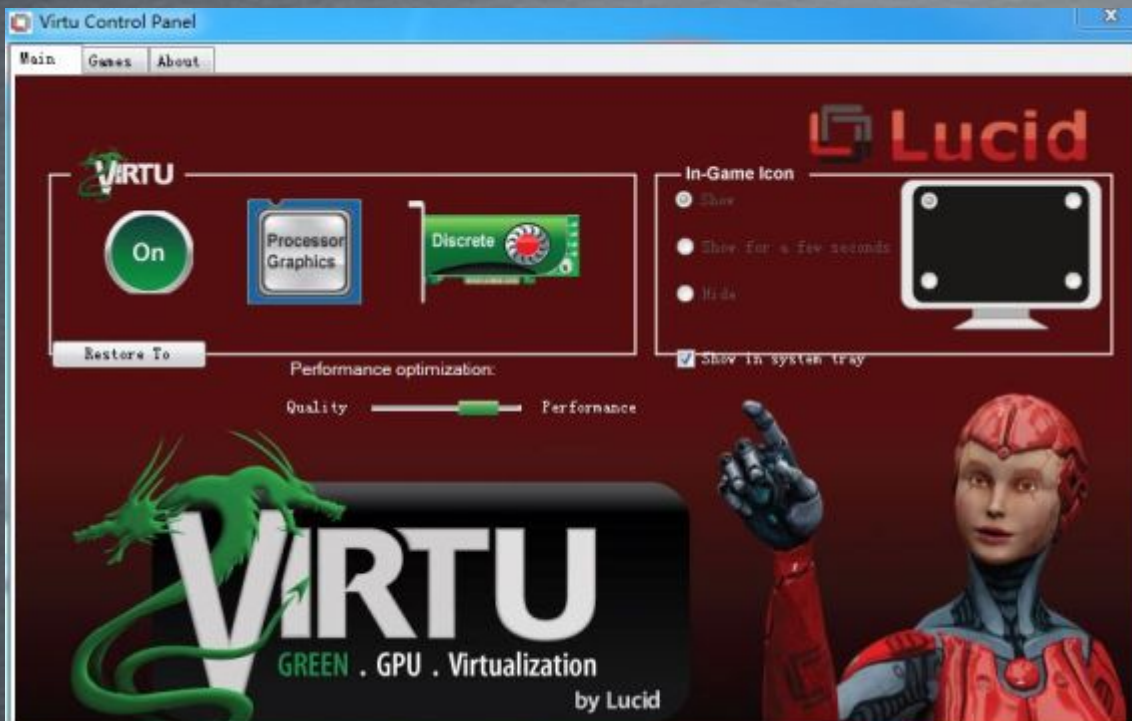 Virtu Control Panel
Main Games About
Lucid
VIRTU
In-Game Icon
On
Processor
Graphics
Discrete
Show
Show for a few seconds
Hide
Restore To
Show in system tray
Performance optimization:
Quality Performance
VIRTU
GREEN . GPU . Virtualization
by Lucid